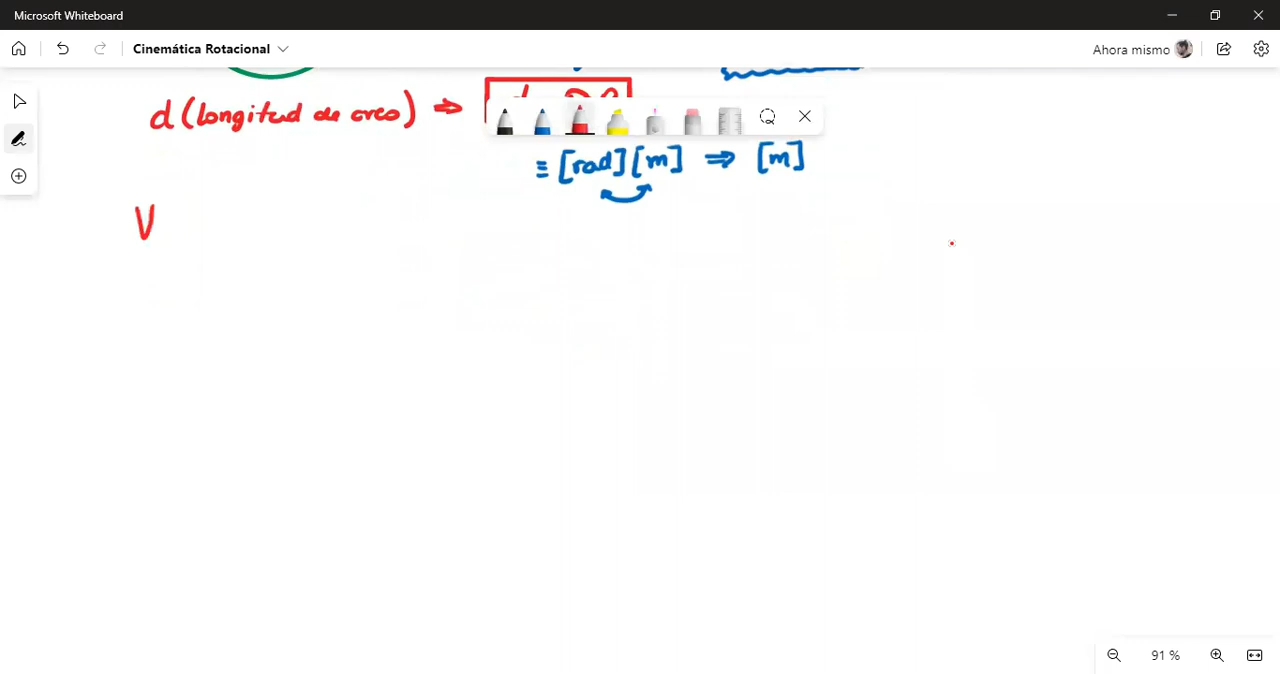 Microsoft Whiteboard
Cinemática Rotacional
Ahora mismo
d (longitud de arco) ⇒
≡ [rad] [m] ⇒ [m]
V
91 %